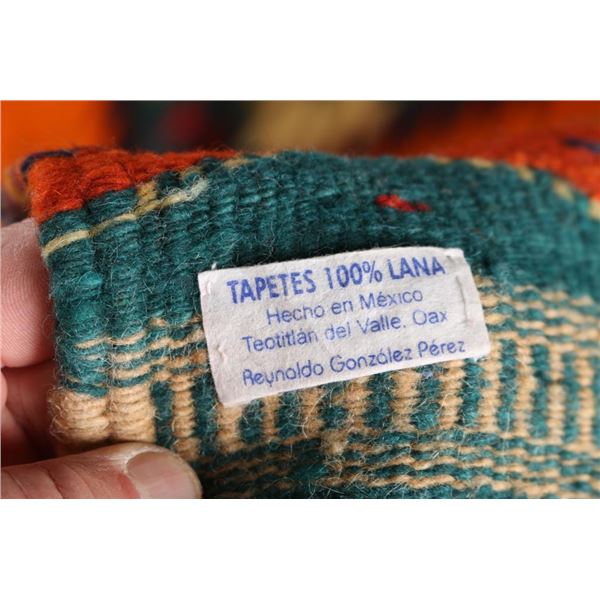 TAPETES 100% LANA
Hecho en México
Teotitlán del Valle, Oax
Reynaldo González Pérez